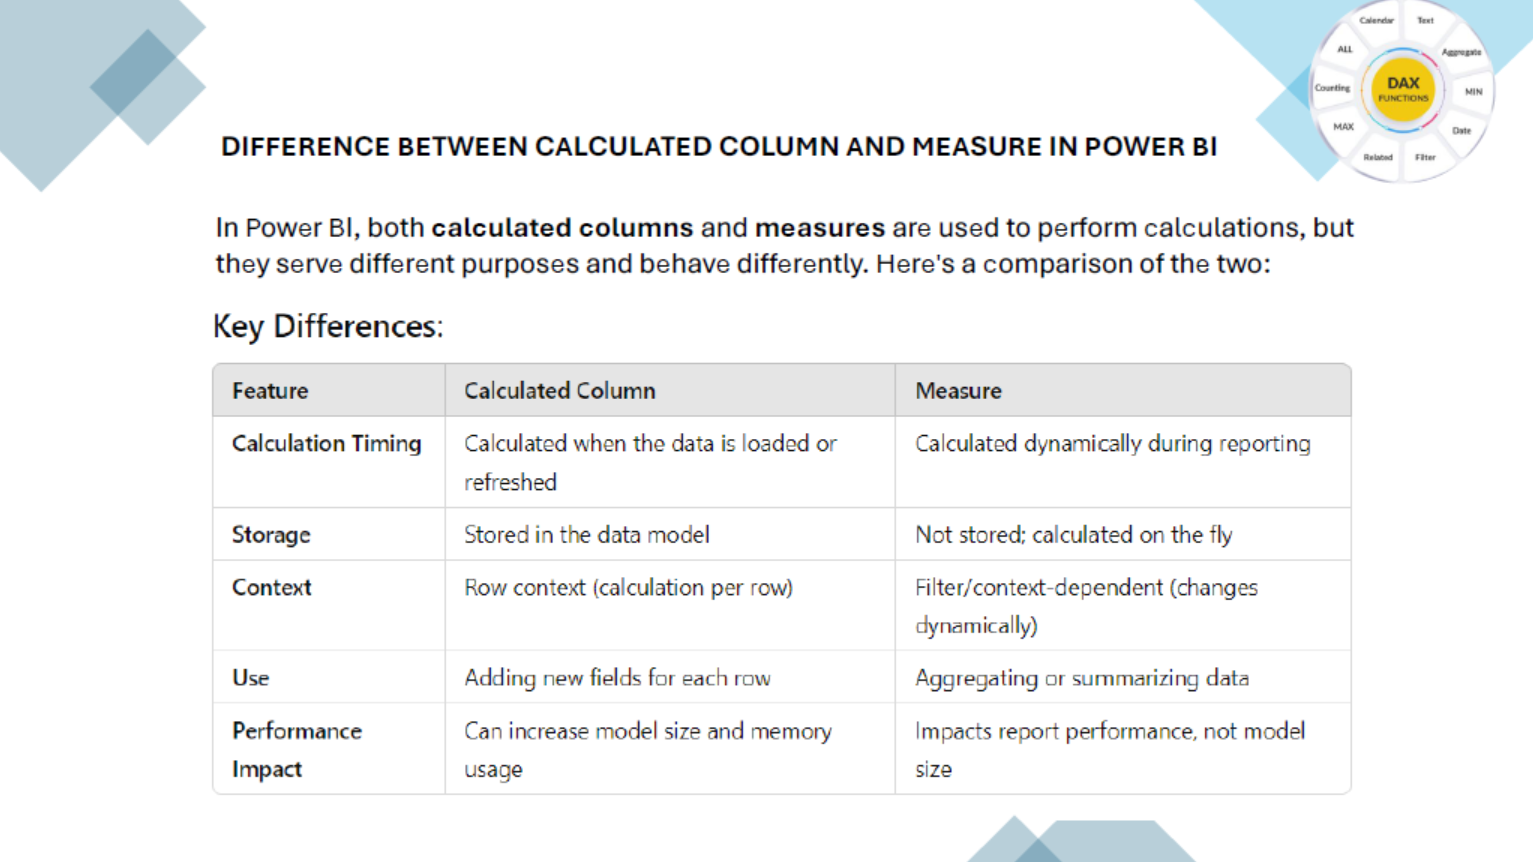 Calendar
Text
ALL
Aggregate
Counting
DAX
FUNCTIONS
MIN
MAX
Date
Related
Filter
DIFFERENCE BETWEEN CALCULATED COLUMN AND MEASURE IN POWER BI
In Power BI, both calculated columns and measures are used to perform calculations, but
they serve different purposes and behave differently. Here's a comparison of the two:
Key Differences:
Feature
Calculated Column
Measure
Calculation Timing
Calculated when the data is loaded or
refreshed
Calculated dynamically during reporting
Storage
Stored in the data model
Not stored; calculated on the fly
Context
Row context (calculation per row)
Filter/context-dependent (changes
dynamically)
Use
Adding new fields for each row
Aggregating or summarizing data
Performance
Impact
Can increase model size and memory
usage
Impacts report performance, not model
size